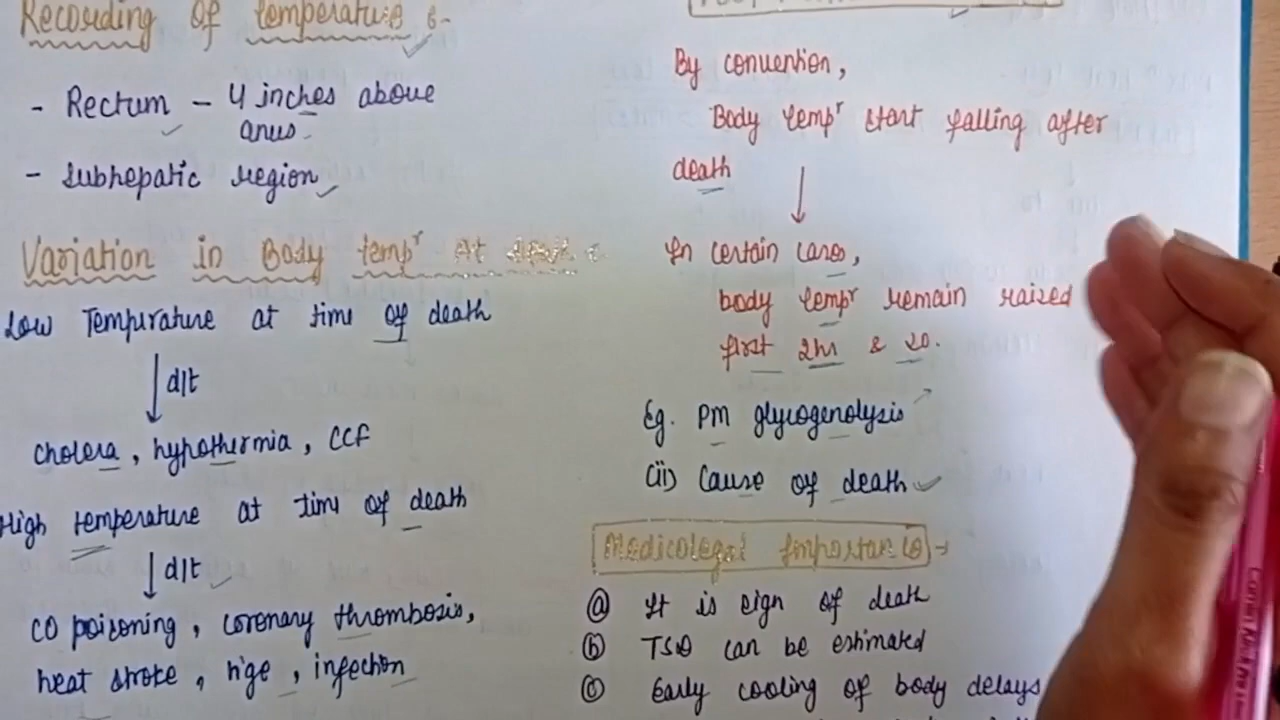 Recording of temperature :-
- Rectum - 4 inches above
anus -
- Subhepatic region
Variation in Body tempr At
Low Temperature at time of death
d/t
cholera, hypothermia, CCF
High temperature at time of death
d/t
CO poisoning, coronary thrombosis,
heat stroke, h'ge, infection
By convention,
Body tempr start falling after
death
In certain cases,
body tempr remain raised
first 2hr & so.
Eg. PM glycogenolysis
(ii) Cause of death
Medicolegal Importance -
(a) It is sign of death
(b) TSD can be estimated
(c) Early cooling of body delays